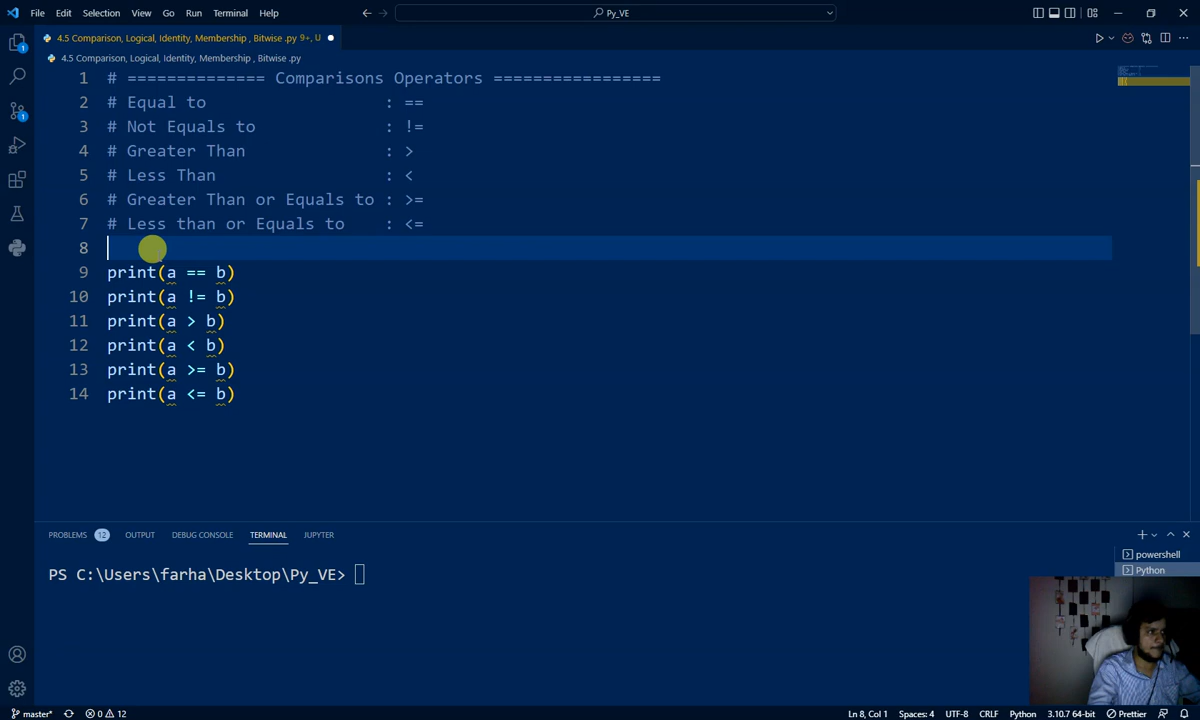 File Edit Selection View Go Run Terminal Help
Py_VE
4.5 Comparison, Logical, Identity, Membership , Bitwise .py 9+, U
4.5 Comparison, Logical, Identity, Membership , Bitwise .py
1 # ============== Comparisons Operators =================
2 # Equal to : ==
3 # Not Equals to : !=
4 # Greater Than : >
5 # Less Than : <
6 # Greater Than or Equals to : >=
7 # Less than or Equals to : <=
8
9 print(a == b)
10 print(a != b)
11 print(a > b)
12 print(a < b)
13 print(a >= b)
14 print(a <= b)
PROBLEMS 12 OUTPUT DEBUG CONSOLE TERMINAL JUPYTER
powershell
Python
PS C:\Users\farha\Desktop\Py_VE>
master* 0 12 Ln 8, Col 1 Spaces: 4 UTF-8 CRLF Python 3.10.7 64-bit Prettier